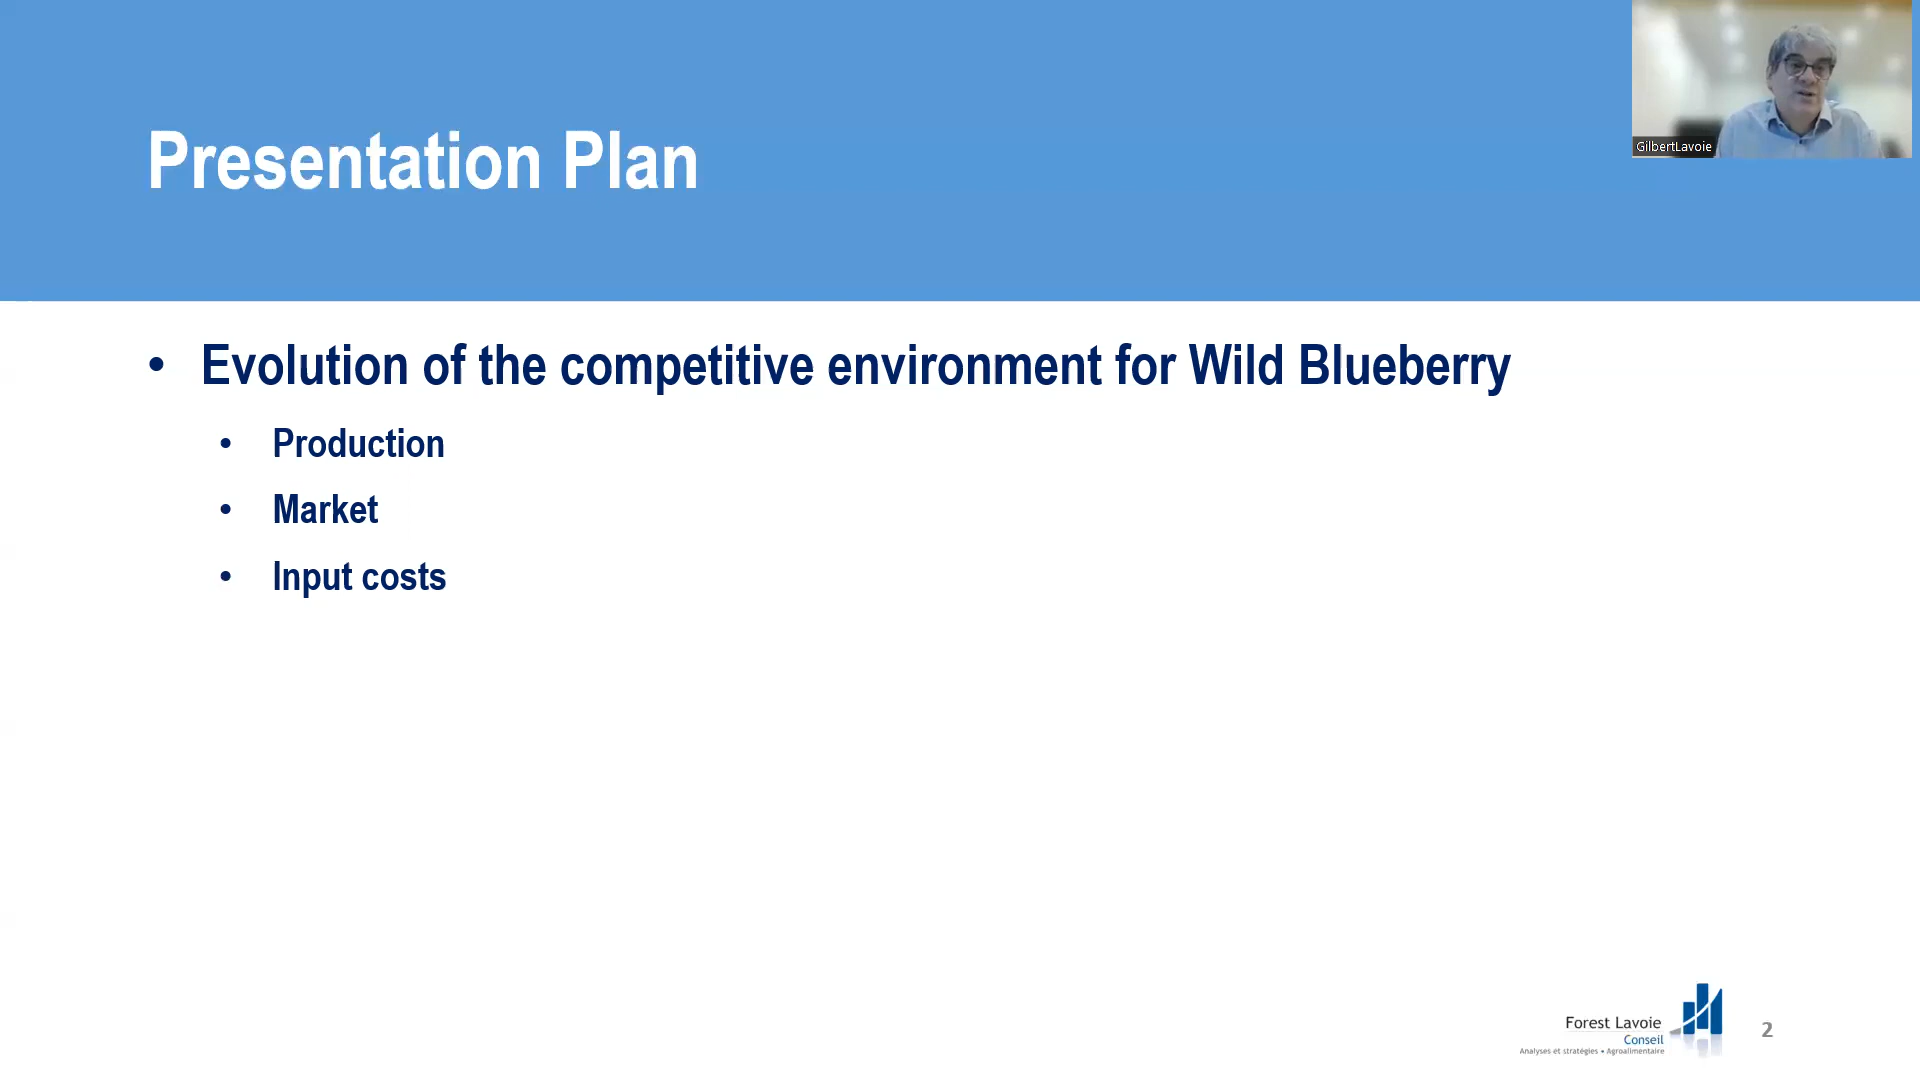 Presentation Plan
GilbertLavoie
• Evolution of the competitive environment for Wild Blueberry
• Production
• Market
• Input costs
Forest Lavoie
Conseil
Analyses et stratégies • Agroalimentaire
2